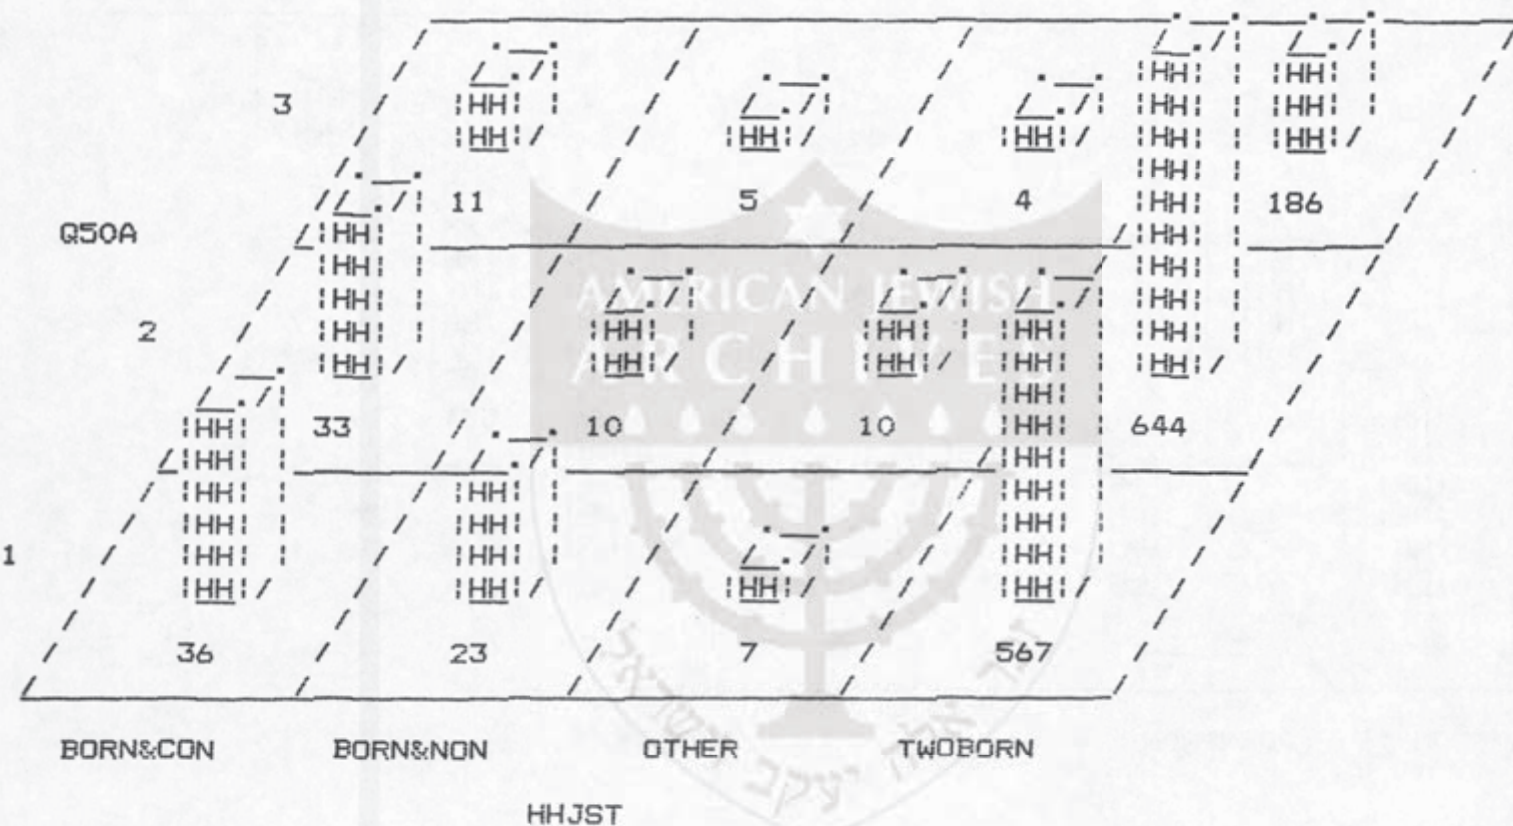 3
11 5 4 186
Q50A
2
AMERICAN JEWISH
ARCHIVES
33 10 10 644
1
36 23 7 567
BORN&CON BORN&NON OTHER TWOBORN
HHJST